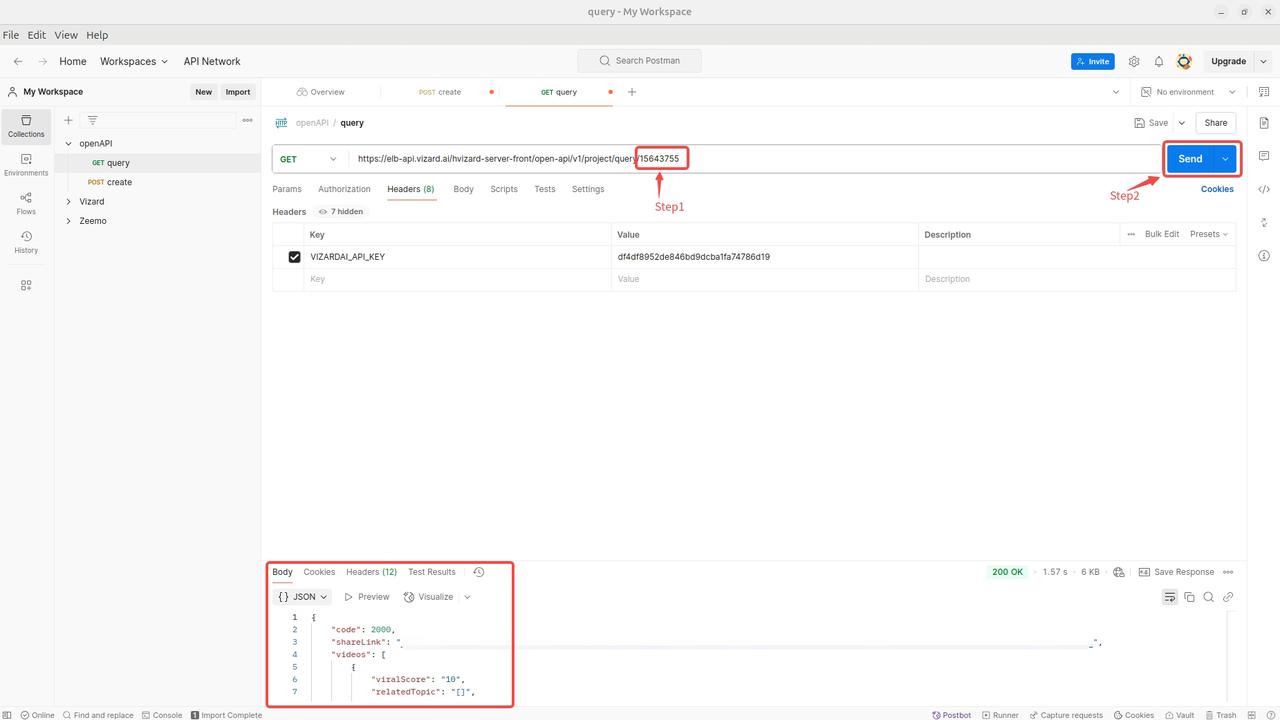 query - My Workspace
File Edit View Help
Home Workspaces API Network
Search Postman
Invite
Upgrade
My Workspace
New Import
Overview
POST create
GET query
No environment
Collections
Environments
Flows
History
openAPI
GET query
POST create
Vizard
Zeemo
openAPI / query
Save
Share
GET
https://elb-api.vizard.ai/hvizard-server-front/open-api/v1/project/query/15643755
Send
Params Authorization Headers (8) Body Scripts Tests Settings
Cookies
Step1
Step2
Headers 7 hidden
Key Value Description Bulk Edit Presets
VIZARDAI_API_KEY df4df8952de846bd9dcba1fa74786d19
Key Value Description
Body Cookies Headers (12) Test Results
200 OK · 1.57 s · 6 KB
Save Response
{ } JSON Preview Visualize
1 {
2 "code": 2000,
3 "shareLink": "",
4 "videos": [
5 {
6 "viralScore": "10",
7 "relatedTopic": "[]",
Online Find and replace Console Import Complete
Postbot Runner Capture requests Cookies Vault Trash